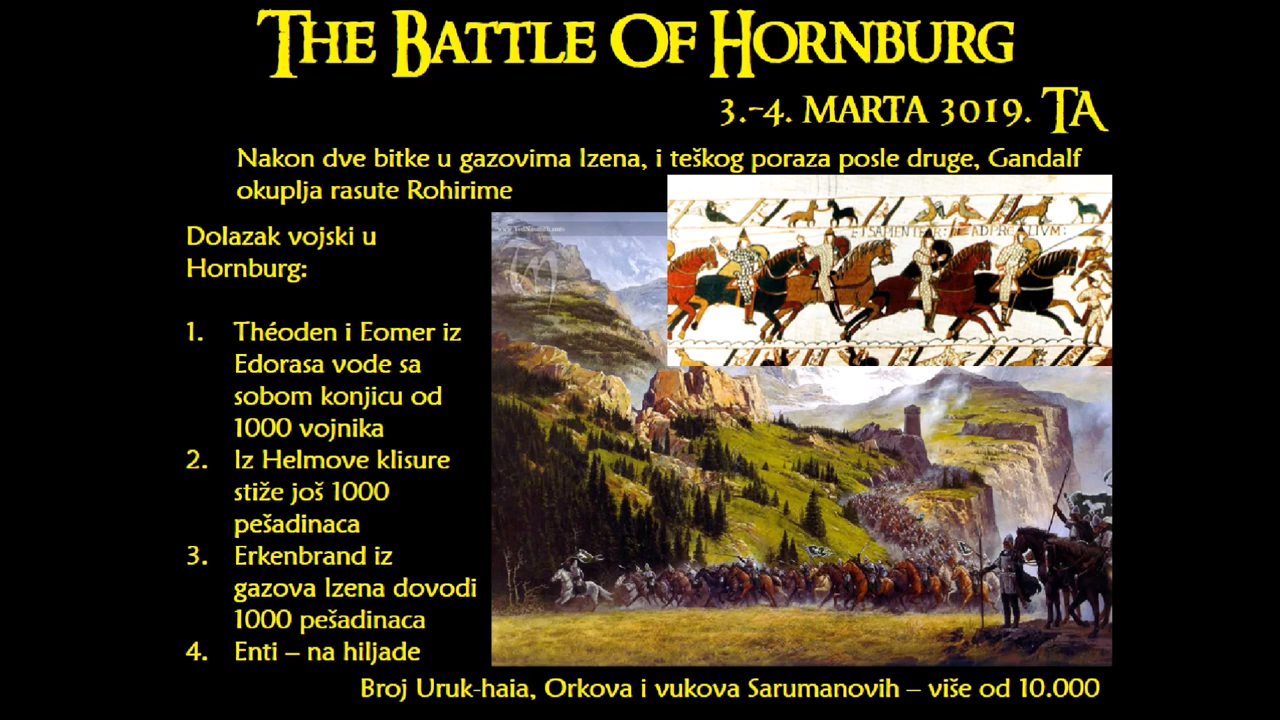 THE BATTLE OF HORNBURG
3.-4. MARTA 3019. TA
Nakon dve bitke u gazovima Izena, i teškog poraza posle druge, Gandalf
okuplja rasute Rohirime
Dolazak vojski u
Hornburg:
1. Théoden i Eomer iz
Edorasa vode sa
sobom konjicu od
1000 vojnika
2. Iz Helmove klisure
stiže još 1000
pešadinaca
3. Erkenbrand iz
gazova Izena dovodi
1000 pešadinaca
4. Enti – na hiljade
Broj Uruk-haia, Orkova i vukova Sarumanovih – više od 10.000